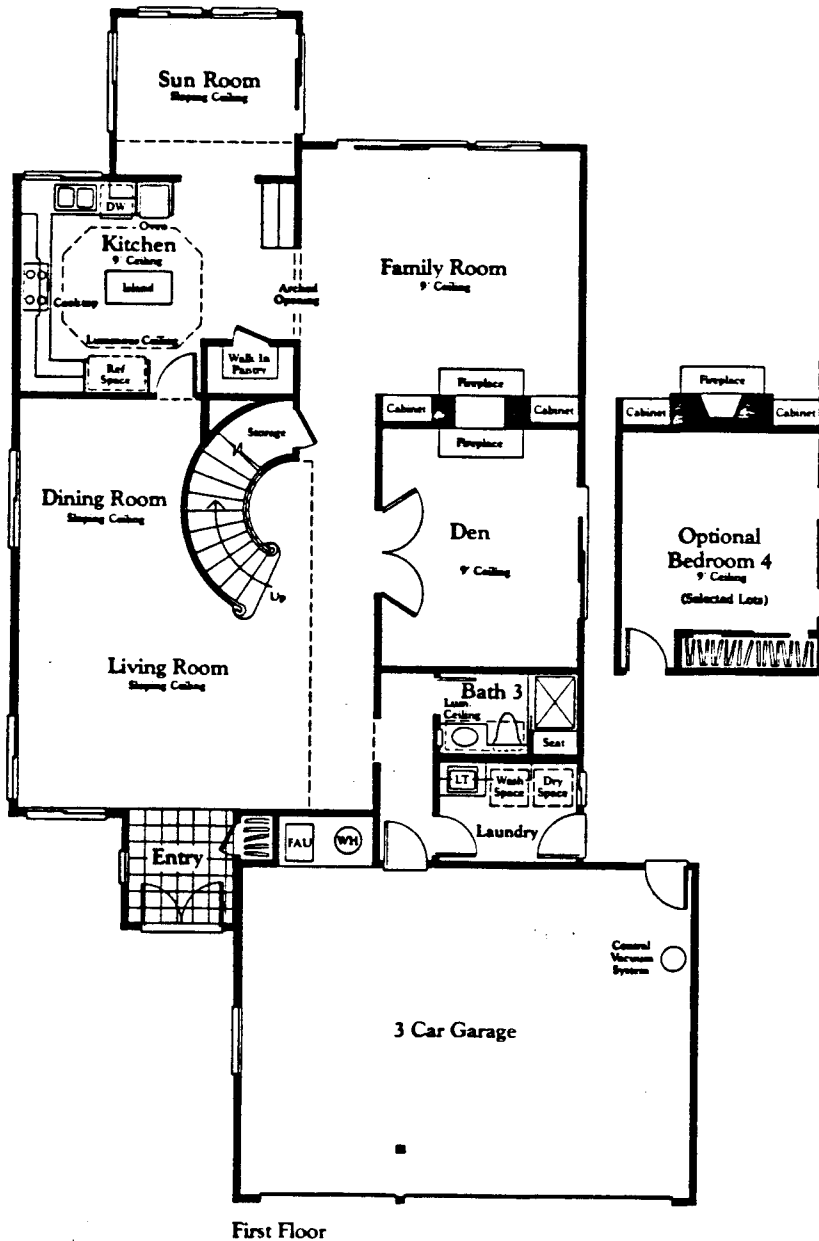 Sun Room
Sloping Ceiling
DW
Oven
Kitchen
9' Ceiling
Island
Cooktop
Luminous Ceiling
Ref
Space
Walk In
Pantry
Arched
Opening
Family Room
9' Ceiling
Fireplace
Cabinet
Cabinet
Fireplace
Fireplace
Cabinet
Cabinet
Storage
Dining Room
Sloping Ceiling
Up
Den
9' Ceiling
Optional
Bedroom 4
9' Ceiling
(Selected Lots)
Living Room
Sloping Ceiling
Bath 3
Lum.
Ceiling
Seat
LT
Wash
Space
Dry
Space
Laundry
Entry
FAU
WH
Central
Vacuum
System
3 Car Garage
First Floor